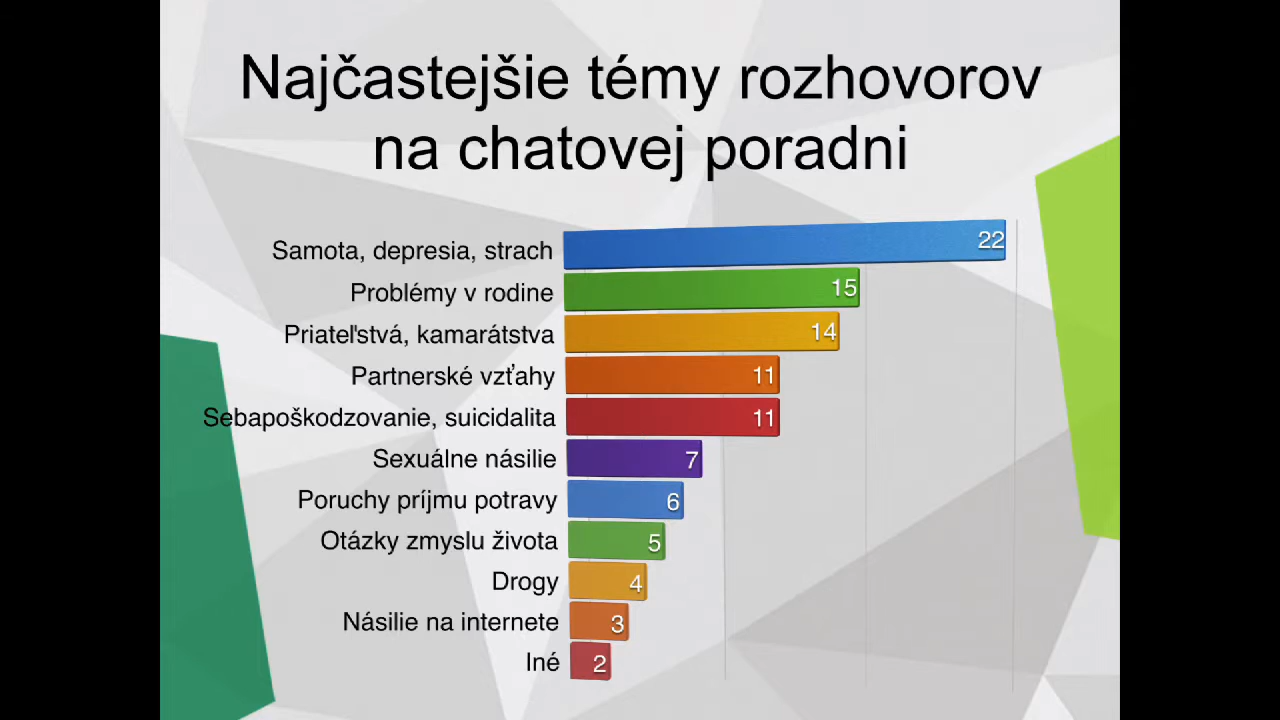 Najčastejšie témy rozhovorov
na chatovej poradni
Samota, depresia, strach 22
Problémy v rodine 15
Priateľstvá, kamarátstva 14
Partnerské vzťahy 11
Sebapoškodzovanie, suicidalita 11
Sexuálne násilie 7
Poruchy príjmu potravy 6
Otázky zmyslu života 5
Drogy 4
Násilie na internete 3
Iné 2